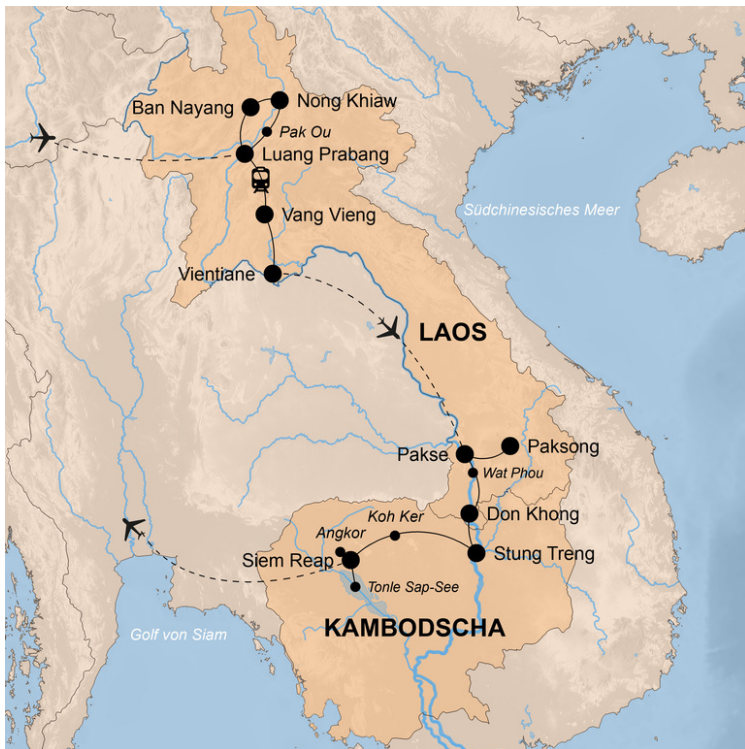 Ban Nayang
Nong Khiaw
Pak Ou
Luang Prabang
Vang Vieng
Südchinesisches Meer
Vientiane
LAOS
Pakse
Paksong
Wat Phou
Don Khong
Koh Ker
Angkor
Siem Reap
Stung Treng
Tonle Sap-See
KAMBODSCHA
Golf von Siam